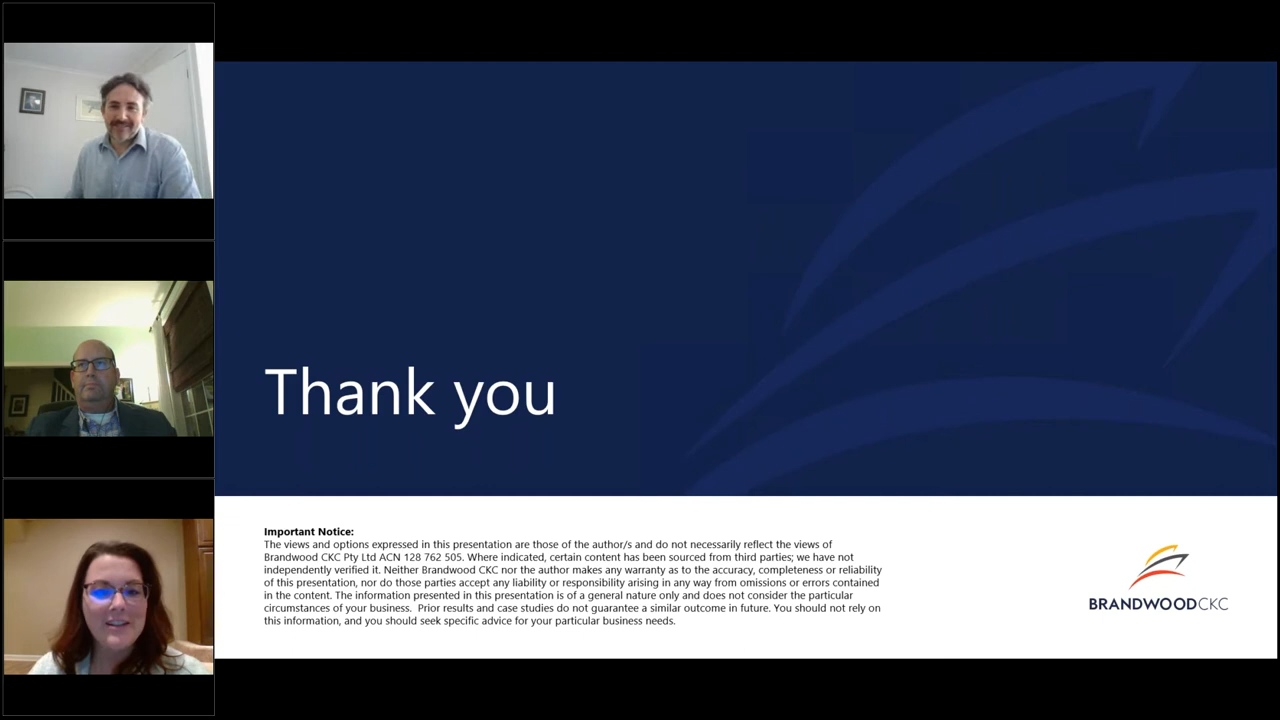 Thank you
Important Notice:
The views and options expressed in this presentation are those of the author/s and do not necessarily reflect the views of
Brandwood CKC Pty Ltd ACN 128 762 505. Where indicated, certain content has been sourced from third parties; we have not
independently verified it. Neither Brandwood CKC nor the author makes any warranty as to the accuracy, completeness or reliability
of this presentation, nor do those parties accept any liability or responsibility arising in any way from omissions or errors contained
in the content. The information presented in this presentation is of a general nature only and does not consider the particular
circumstances of your business.  Prior results and case studies do not guarantee a similar outcome in future. You should not rely on
this information, and you should seek specific advice for your particular business needs.
BRANDWOODCKC